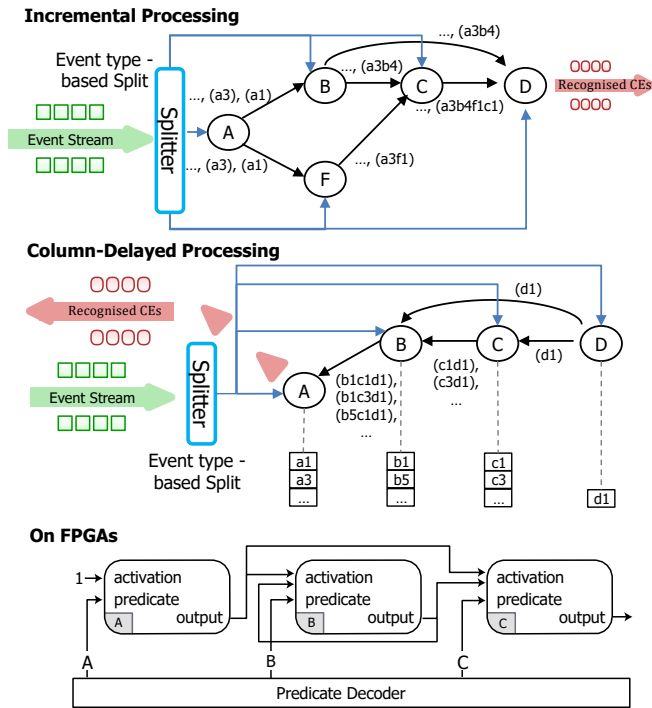 Incremental Processing
Event type -
based Split
Event Stream
Splitter
A
B
C
D
F
..., (a3), (a1)
..., (a3), (a1)
..., (a3b4)
..., (a3b4)
..., (a3b4f1c1)
..., (a3f1)
Recognised CEs
Column-Delayed Processing
Recognised CEs
Event Stream
Splitter
Event type -
based Split
A
B
C
D
(d1)
(d1)
(c1d1),
(c3d1),
...
(b1c1d1),
(b1c3d1),
(b5c1d1),
...
a1
a3
...
b1
b5
...
c1
c3
...
d1
On FPGAs
1
activation
predicate
A
output
activation
predicate
B
output
activation
predicate
C
output
A
B
C
Predicate Decoder